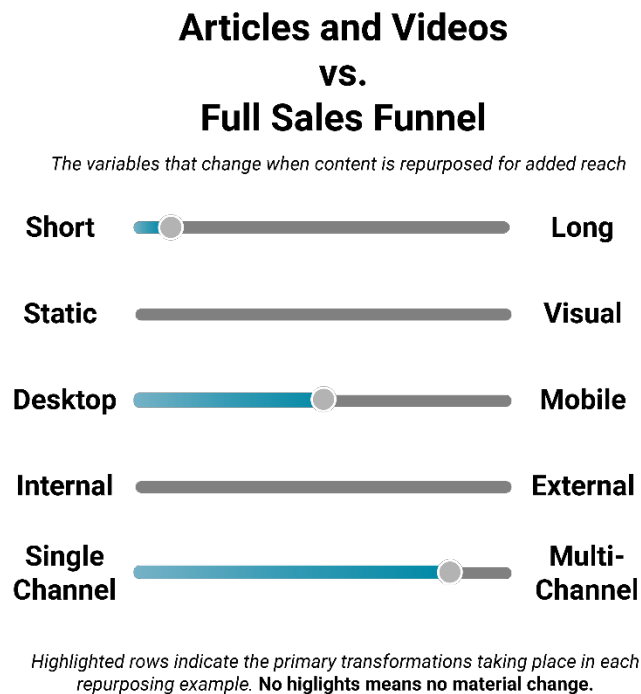 Articles and Videos
vs.
Full Sales Funnel
The variables that change when content is repurposed for added reach
Short Long
Static Visual
Desktop Mobile
Internal External
Single Channel Multi-Channel
Highlighted rows indicate the primary transformations taking place in each
repurposing example. No higlights means no material change.